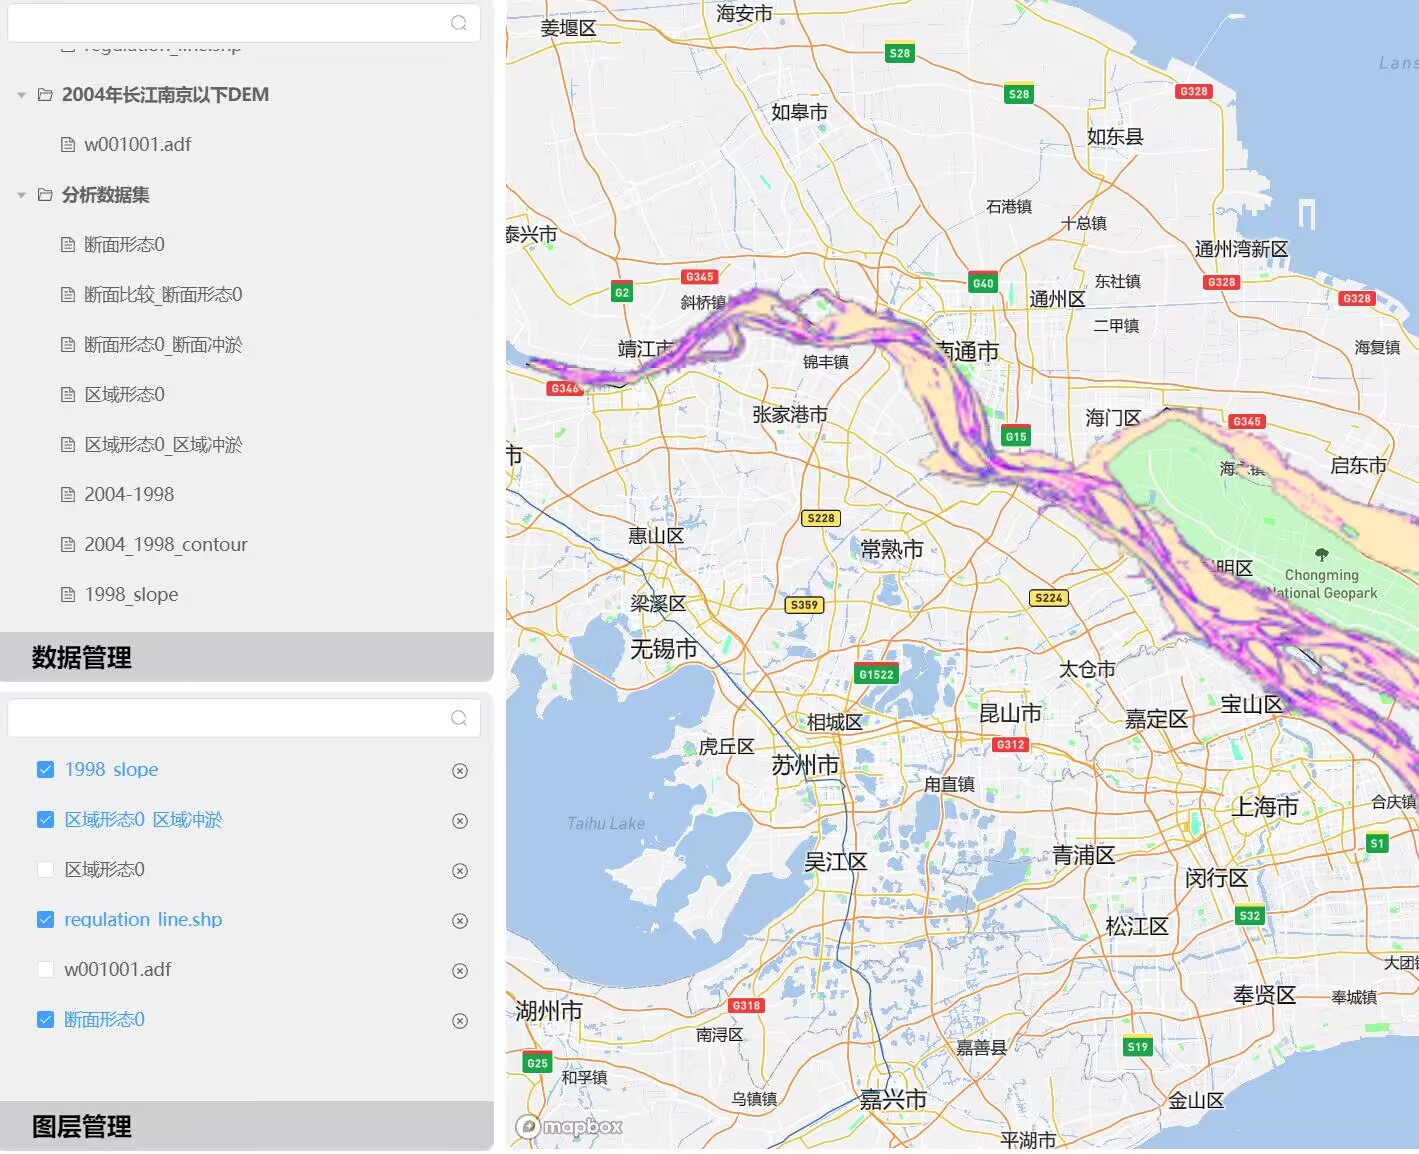 regulation_line.shp
2004年长江南京以下DEM
w001001.adf
分析数据集
断面形态0
断面比较_断面形态0
断面形态0_断面冲淤
区域形态0
区域形态0_区域冲淤
2004-1998
2004_1998_contour
1998_slope
数据管理
1998 slope
区域形态0 区域冲淤
区域形态0
regulation line.shp
w001001.adf
断面形态0
图层管理
海安市
姜堰区
S28
Lans
S28
G328
如皋市
如东县
石港镇
十总镇
泰兴市
通州湾新区
G345
G2
G40
东社镇
G328
斜桥镇
通州区
G328
二甲镇
靖江市
南通市
海复镇
锦丰镇
G346
张家港市
海门区
G345
G15
市
启东市
S228
惠山区
常熟市
明区
Chongming
National Geopark
梁溪区
S359
S224
无锡市
太仓市
G1522
宝山区
相城区
昆山市
嘉定区
虎丘区
G312
苏州市
甪直镇
合庆镇
上海市
Taihu Lake
S1
吴江区
青浦区
闵行区
S32
松江区
大团镇
奉贤区
奉城镇
湖州市
G318
南浔区
嘉善县
S19
G25
和孚镇
乌镇镇
嘉兴市
金山区
mapbox
平湖市